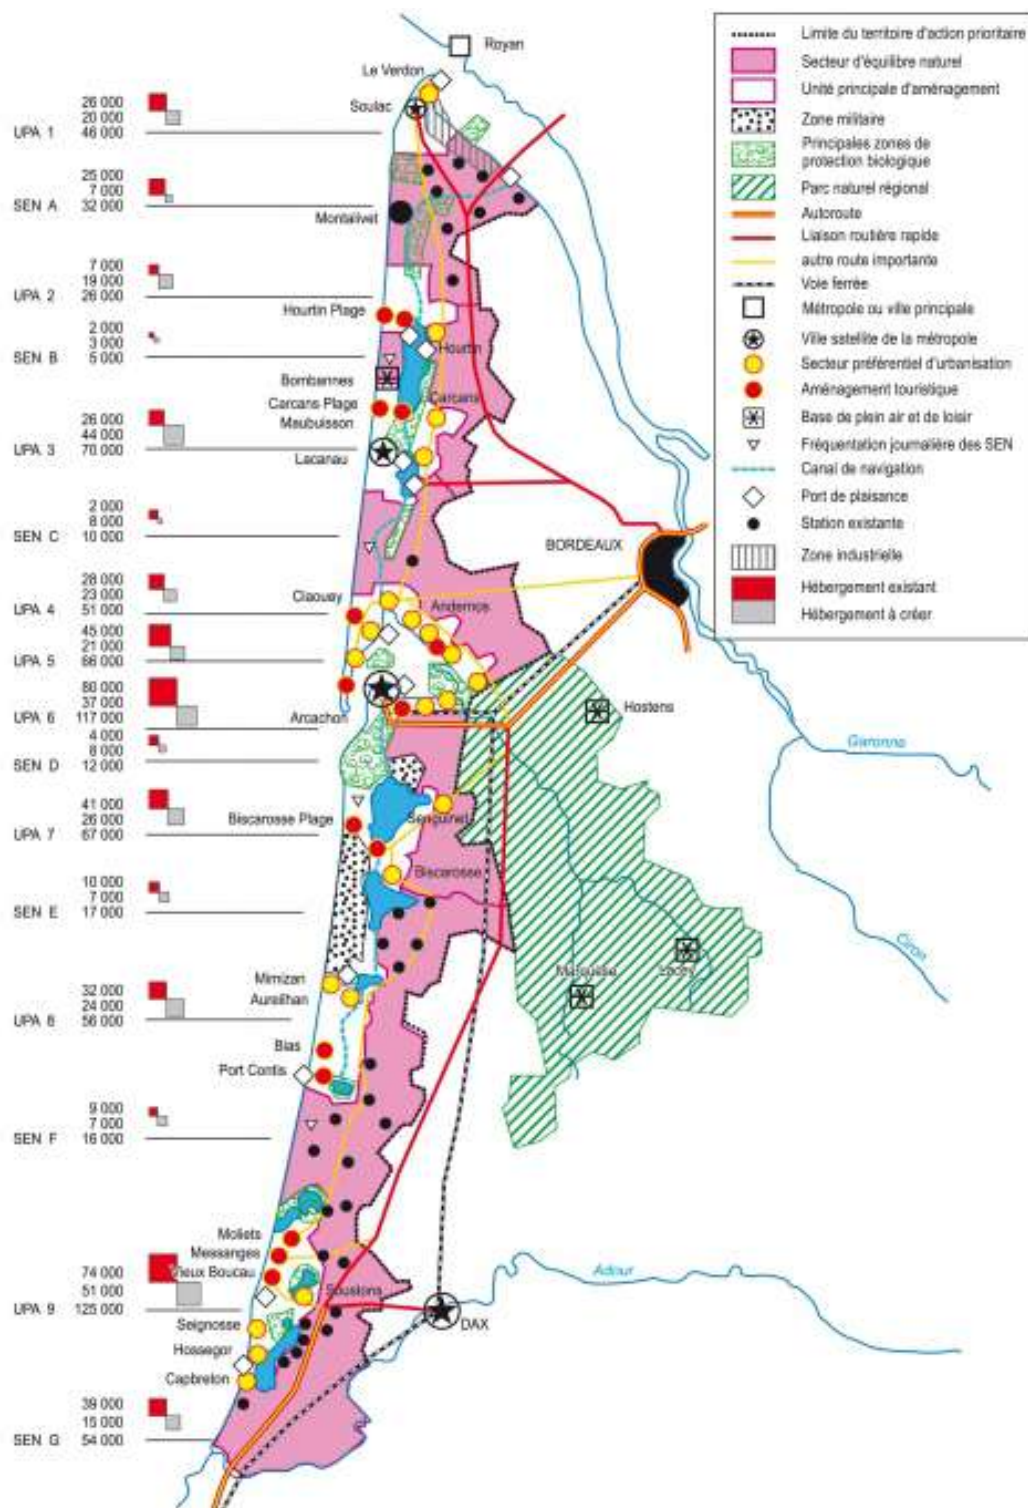 Royan
Le Verdon
Soulac
26 000
20 000
UPA 1 46 000
25 000
7 000
SEN A 32 000
Montalivet
7 000
19 000
UPA 2 26 000
Hourtin Plage
2 000
3 000
SEN B 5 000
Hourtin
Bombannes
Carcans Plage
Carcans
Maubuisson
26 000
44 000
UPA 3 70 000
Lacanau
2 000
8 000
SEN C 10 000
BORDEAUX
28 000
23 000
UPA 4 51 000
Claouey
Andernos
45 000
21 000
UPA 5 66 000
37 000
UPA 6 117 000
Arcachon
Hostens
4 000
8 000
SEN D 12 000
Garonne
41 000
26 000
UPA 7 67 000
Biscarosse Plage
Sanguinet
Biscarosse
10 000
7 000
SEN E 17 000
Ciron
Mimizan
Aureilhan
32 000
24 000
UPA 8 56 000
Bias
Port Contis
9 000
7 000
SEN F 16 000
Moliets
Messanges
Vieux Boucau
74 000
51 000
UPA 9 125 000
Soustons
Adour
DAX
Seignosse
Hossegor
Capbreton
39 000
15 000
SEN G 54 000
Limite du territoire d'action prioritaire
Secteur d'équilibre naturel
Unité principale d'aménagement
Zone militaire
Principales zones de
protection biologique
Parc naturel régional
Autoroute
Liaison routière rapide
autre route importante
Voie ferrée
Métropole ou ville principale
Ville satellite de la métropole
Secteur préférentiel d'urbanisation
Aménagement touristique
Base de plein air et de loisir
Fréquentation journalière des SEN
Canal de navigation
Port de plaisance
Station existante
Zone industrielle
Hébergement existant
Hébergement à créer